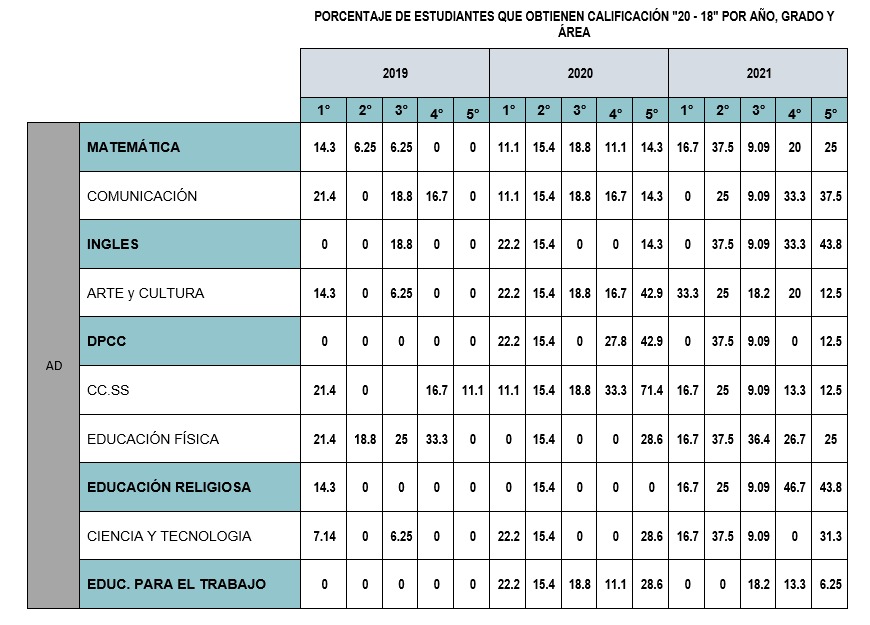 PORCENTAJE DE ESTUDIANTES QUE OBTIENEN CALIFICACIÓN "20 - 18" POR AÑO, GRADO Y
ÁREA
2019 2020 2021
1° 2° 3° 4° 5° 1° 2° 3° 4° 5° 1° 2° 3° 4° 5°
AD
MATEMÁTICA 14.3 6.25 6.25 0 0 11.1 15.4 18.8 11.1 14.3 16.7 37.5 9.09 20 25
COMUNICACIÓN 21.4 0 18.8 16.7 0 11.1 15.4 18.8 16.7 14.3 0 25 9.09 33.3 37.5
INGLES 0 0 18.8 0 0 22.2 15.4 0 0 14.3 0 37.5 9.09 33.3 43.8
ARTE y CULTURA 14.3 0 6.25 0 0 22.2 15.4 18.8 16.7 42.9 33.3 25 18.2 20 12.5
DPCC 0 0 0 0 0 22.2 15.4 0 27.8 42.9 0 37.5 9.09 0 12.5
CC.SS 21.4 0 16.7 11.1 11.1 15.4 18.8 33.3 71.4 16.7 25 9.09 13.3 12.5
EDUCACIÓN FÍSICA 21.4 18.8 25 33.3 0 0 15.4 0 0 28.6 16.7 37.5 36.4 26.7 25
EDUCACIÓN RELIGIOSA 14.3 0 0 0 0 0 15.4 0 0 0 16.7 25 9.09 46.7 43.8
CIENCIA Y TECNOLOGIA 7.14 0 6.25 0 0 22.2 15.4 0 0 28.6 16.7 37.5 9.09 0 31.3
EDUC. PARA EL TRABAJO 0 0 0 0 0 22.2 15.4 18.8 11.1 28.6 0 0 18.2 13.3 6.25